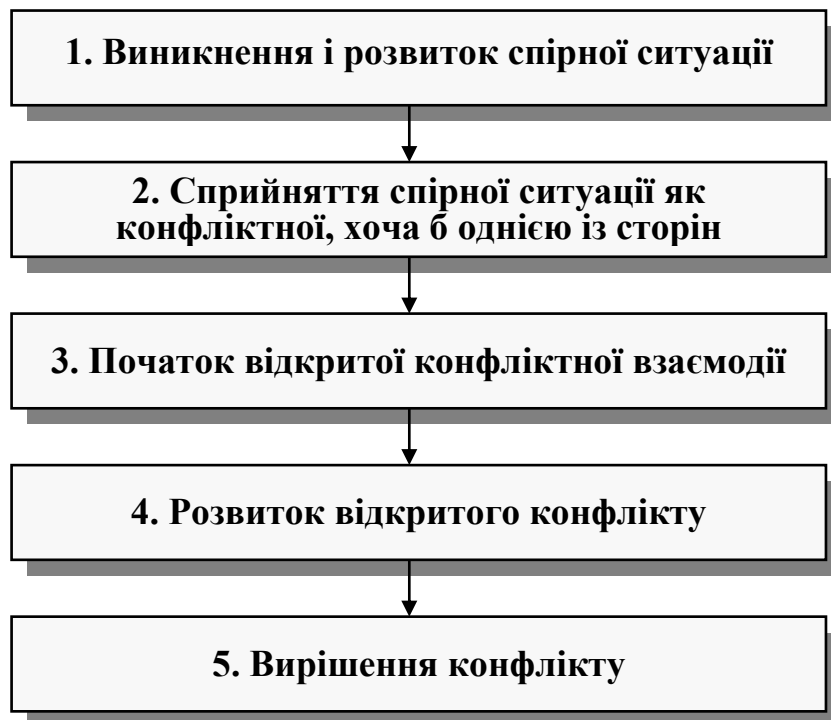 1. Виникнення і розвиток спірної ситуації
2. Сприйняття спірної ситуації як
конфліктної, хоча б однією із сторін
3. Початок відкритої конфліктної взаємодії
4. Розвиток відкритого конфлікту
5. Вирішення конфлікту